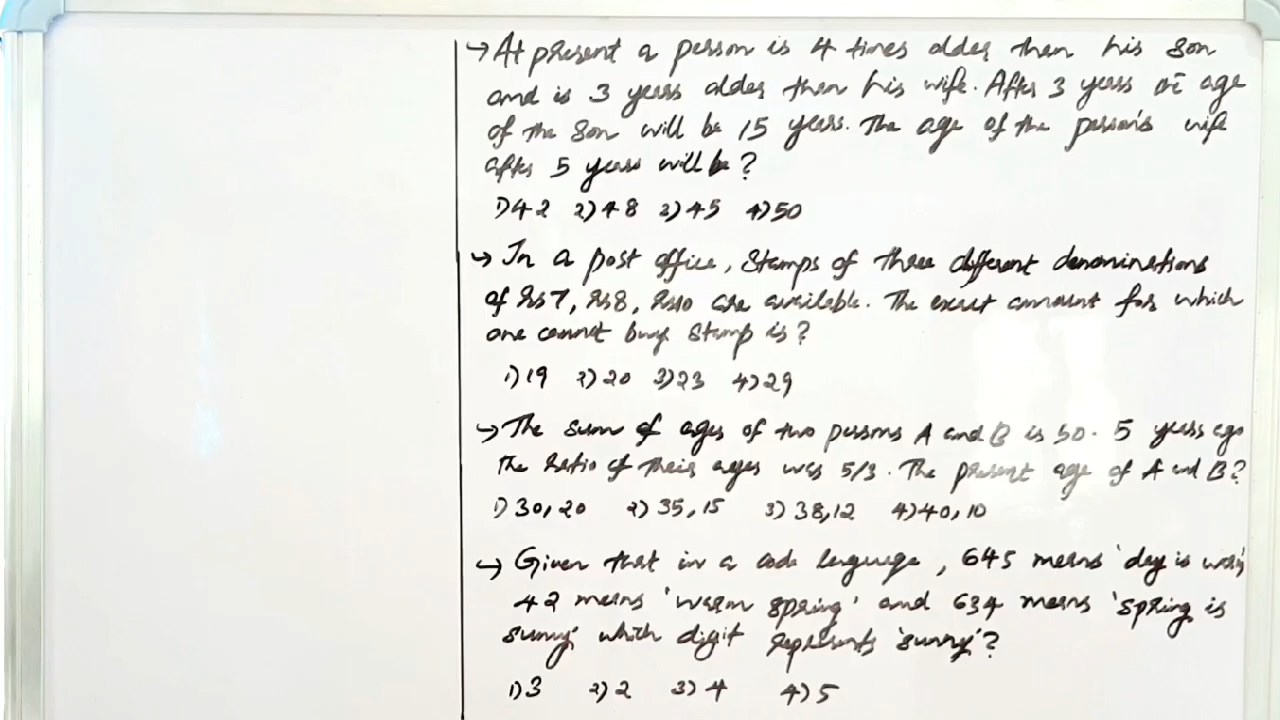 → At present a person is 4 times older then his son
and is 3 years older then his wife. After 3 years the age
of the son will be 15 years. The age of the person's wife
after 5 years will be?
1) 42 2) 48 3) 45 4) 50
→ In a post office, stamps of three different denominations
of Rs7, Rs8, Rs10 are available. The exact amount for which
one cannot buy stamp is?
1) 19 2) 20 3) 23 4) 29
→ The sum of ages of two persons A and B is 50. 5 years ago
the ratio of their ages was 5/3. The present age of A and B?
1) 30,20 2) 35,15 3) 38,12 4) 40,10
→ Given that in a code language, 645 means 'day is warm'
42 means 'warm spring' and 634 means 'spring is
sunny' which digit represents 'sunny'?
1) 3 2) 2 3) 4 4) 5